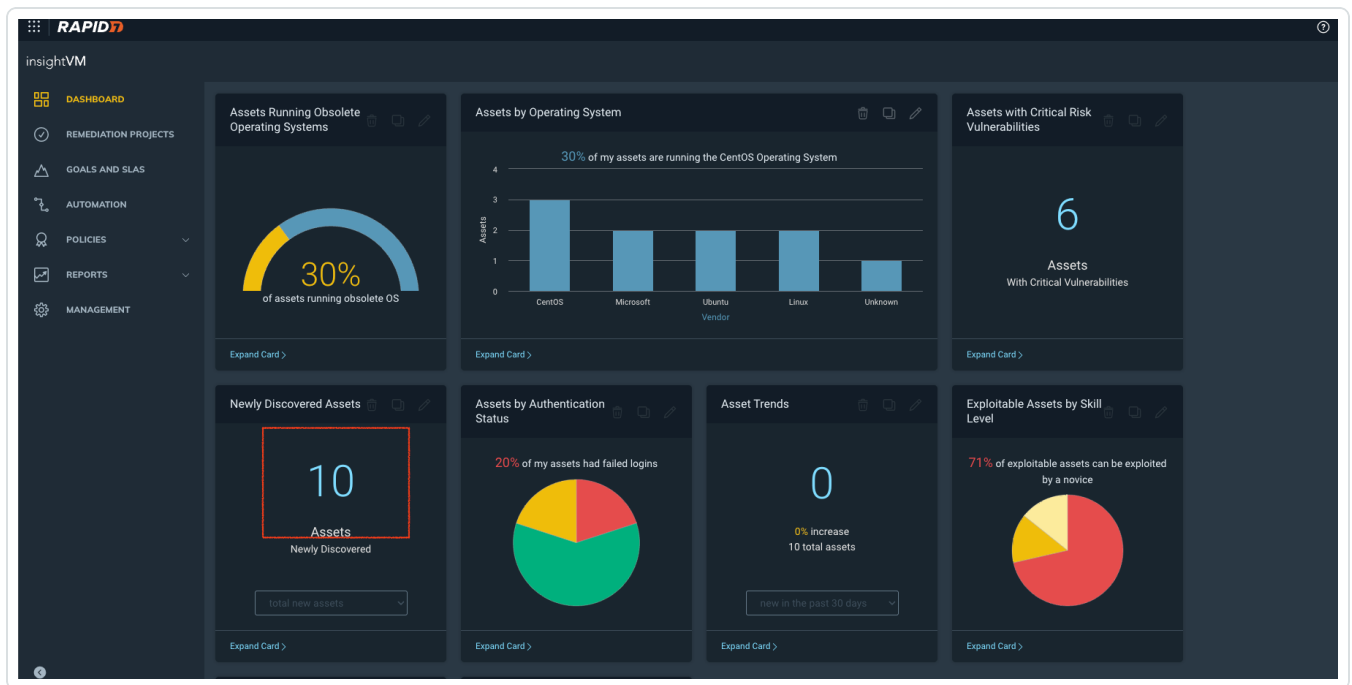 RAPID7
insightVM
DASHBOARD
REMEDIATION PROJECTS
GOALS AND SLAS
AUTOMATION
POLICIES
REPORTS
MANAGEMENT
Assets Running Obsolete
Operating Systems
30%
of assets running obsolete OS
Expand Card >
Assets by Operating System
30% of my assets are running the CentOS Operating System
Assets
4
3
2
1
0
CentOS Microsoft Ubuntu Linux Unknown
Vendor
Expand Card >
Assets with Critical Risk
Vulnerabilities
6
Assets
With Critical Vulnerabilities
Expand Card >
Newly Discovered Assets
10
Assets
Newly Discovered
total new assets
Expand Card >
Assets by Authentication
Status
20% of my assets had failed logins
Expand Card >
Asset Trends
0
0% increase
10 total assets
new in the past 30 days
Expand Card >
Exploitable Assets by Skill
Level
71% of exploitable assets can be exploited
by a novice
Expand Card >